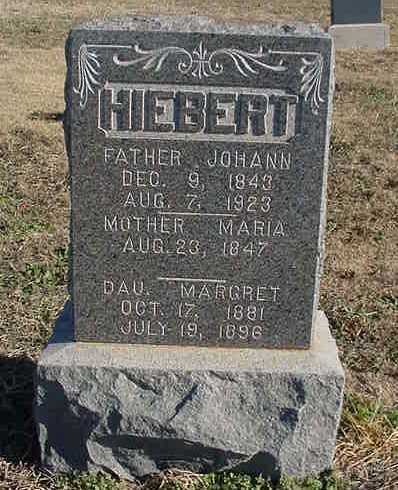 HIEBERT
FATHER JOHANN
DEC. 9, 1843
AUG. 7, 1923
MOTHER MARIA
AUG. 23, 1847
DAU. MARGRET
OCT. 17, 1881
JULY 19, 1896